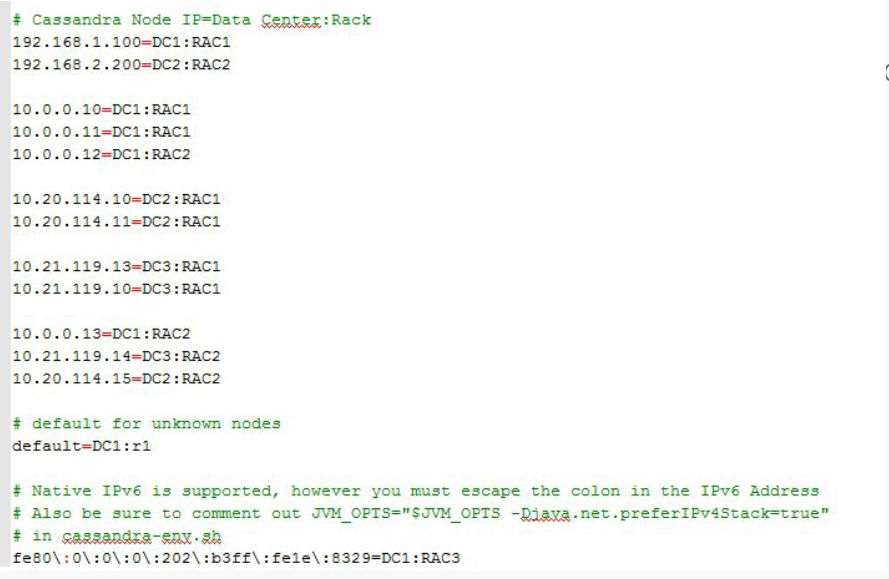 # Cassandra Node IP=Data Center:Rack
192.168.1.100=DC1:RAC1
192.168.2.200=DC2:RAC2
10.0.0.10=DC1:RAC1
10.0.0.11=DC1:RAC1
10.0.0.12=DC1:RAC2
10.20.114.10=DC2:RAC1
10.20.114.11=DC2:RAC1
10.21.119.13=DC3:RAC1
10.21.119.10=DC3:RAC1
10.0.0.13=DC1:RAC2
10.21.119.14=DC3:RAC2
10.20.114.15=DC2:RAC2
# default for unknown nodes
default=DC1:r1
# Native IPv6 is supported, however you must escape the colon in the IPv6 Address
# Also be sure to comment out JVM_OPTS="$JVM_OPTS -Djava.net.preferIPv4Stack=true"
# in cassandra-env.sh
fe80\:0\:0\:0\:202\:b3ff\:fe1e\:8329=DC1:RAC3